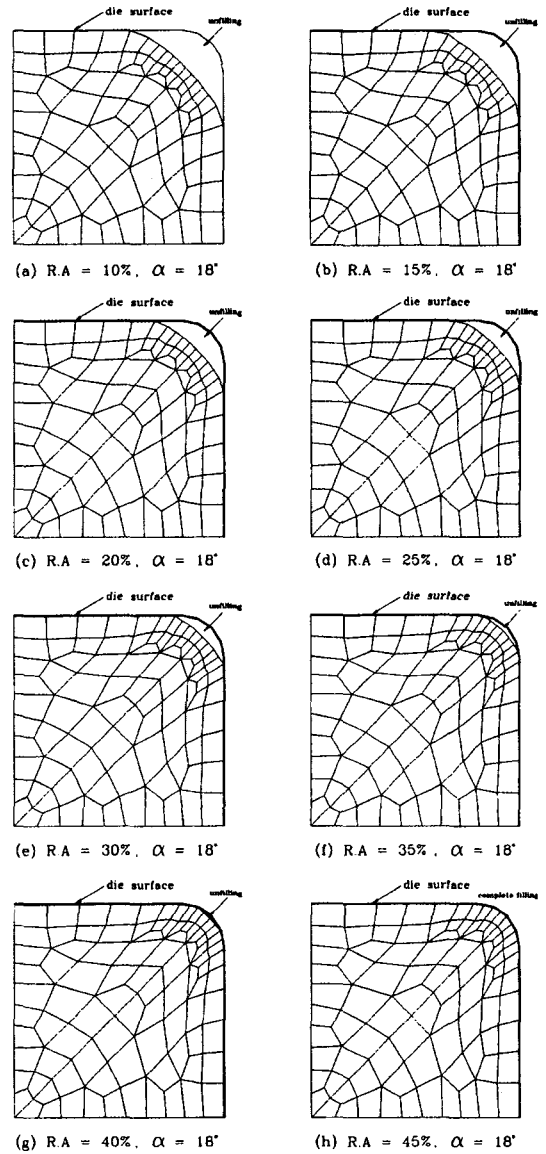 die surface
unfilling
die surface
unfilling
(a) R.A = 10%, α = 18°
(b) R.A = 15%, α = 18°
die surface
unfilling
die surface
unfilling
(c) R.A = 20%, α = 18°
(d) R.A = 25%, α = 18°
die surface
unfilling
die surface
unfilling
(e) R.A = 30%, α = 18°
(f) R.A = 35%, α = 18°
die surface
unfilling
die surface
complete filling
(g) R.A = 40%, α = 18°
(h) R.A = 45%, α = 18°